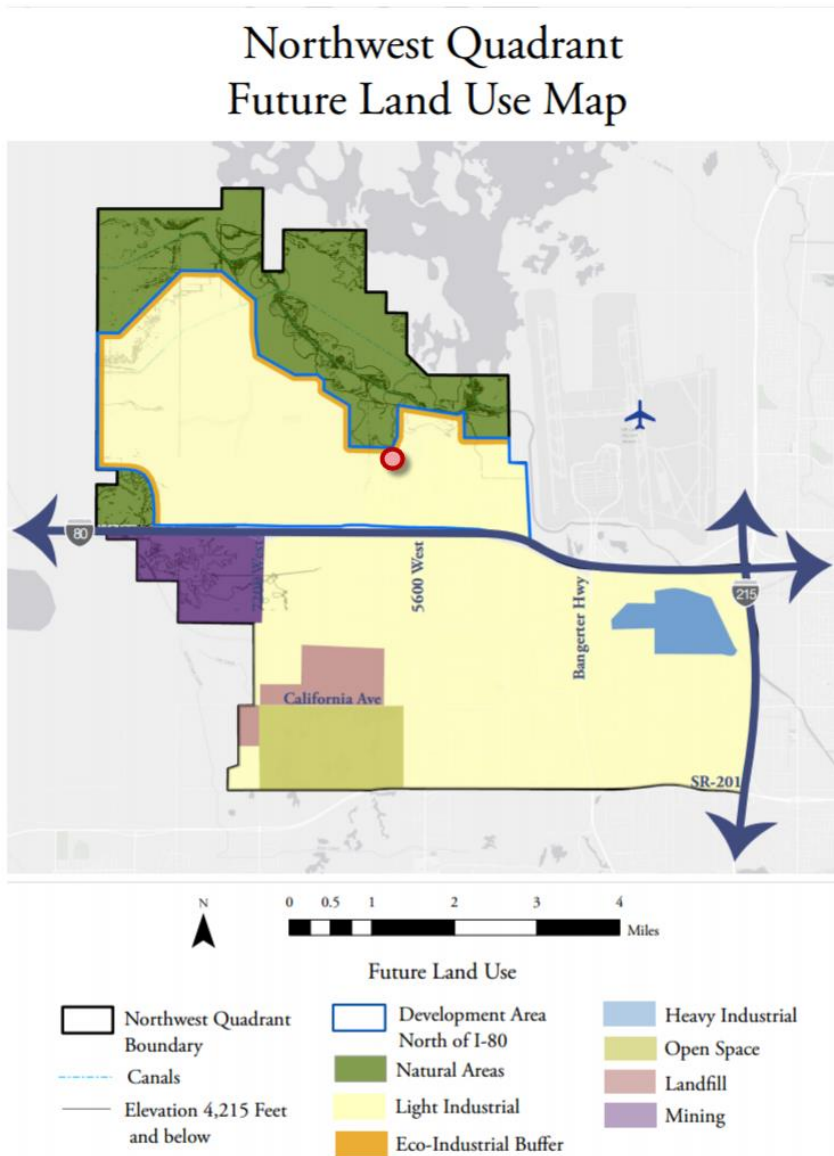 Northwest Quadrant
Future Land Use Map
80
5600 West
Bangerter Hwy
215
California Ave
SR-201
N
0 0.5 1 2 3 4
Miles
Future Land Use
Northwest Quadrant
Boundary
Canals
Elevation 4,215 Feet
and below
Development Area
North of I-80
Natural Areas
Light Industrial
Eco-Industrial Buffer
Heavy Industrial
Open Space
Landfill
Mining